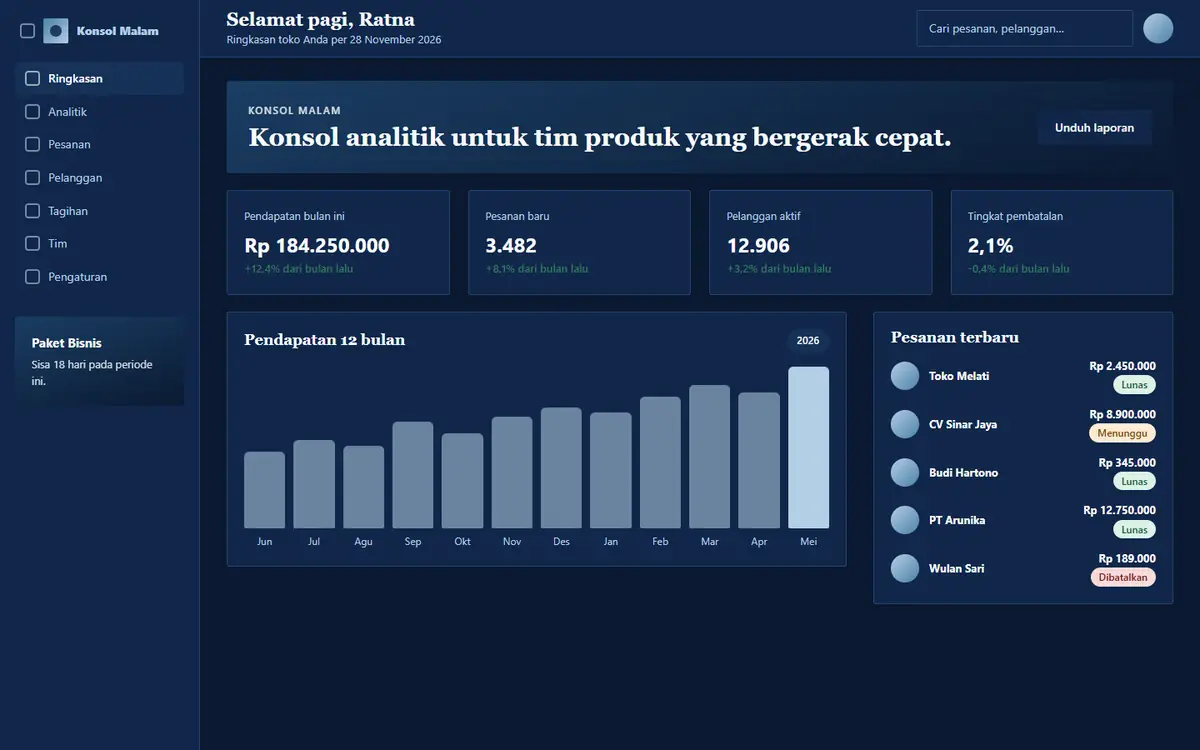 Konsol Malam
Ringkasan
Analitik
Pesanan
Pelanggan
Tagihan
Tim
Pengaturan
Paket Bisnis
Sisa 18 hari pada periode
ini.
Selamat pagi, Ratna
Ringkasan toko Anda per 28 November 2026
Cari pesanan, pelanggan...
KONSOL MALAM
Konsol analitik untuk tim produk yang bergerak cepat.
Unduh laporan
Pendapatan bulan ini
Rp 184.250.000
+12,4% dari bulan lalu
Pesanan baru
3.482
+8,1% dari bulan lalu
Pelanggan aktif
12.906
+3,2% dari bulan lalu
Tingkat pembatalan
2,1%
-0,4% dari bulan lalu
Pendapatan 12 bulan
2026
Jun Jul Agu Sep Okt Nov Des Jan Feb Mar Apr Mei
Pesanan terbaru
Toko Melati
Rp 2.450.000
Lunas
CV Sinar Jaya
Rp 8.900.000
Menunggu
Budi Hartono
Rp 345.000
Lunas
PT Arunika
Rp 12.750.000
Lunas
Wulan Sari
Rp 189.000
Dibatalkan